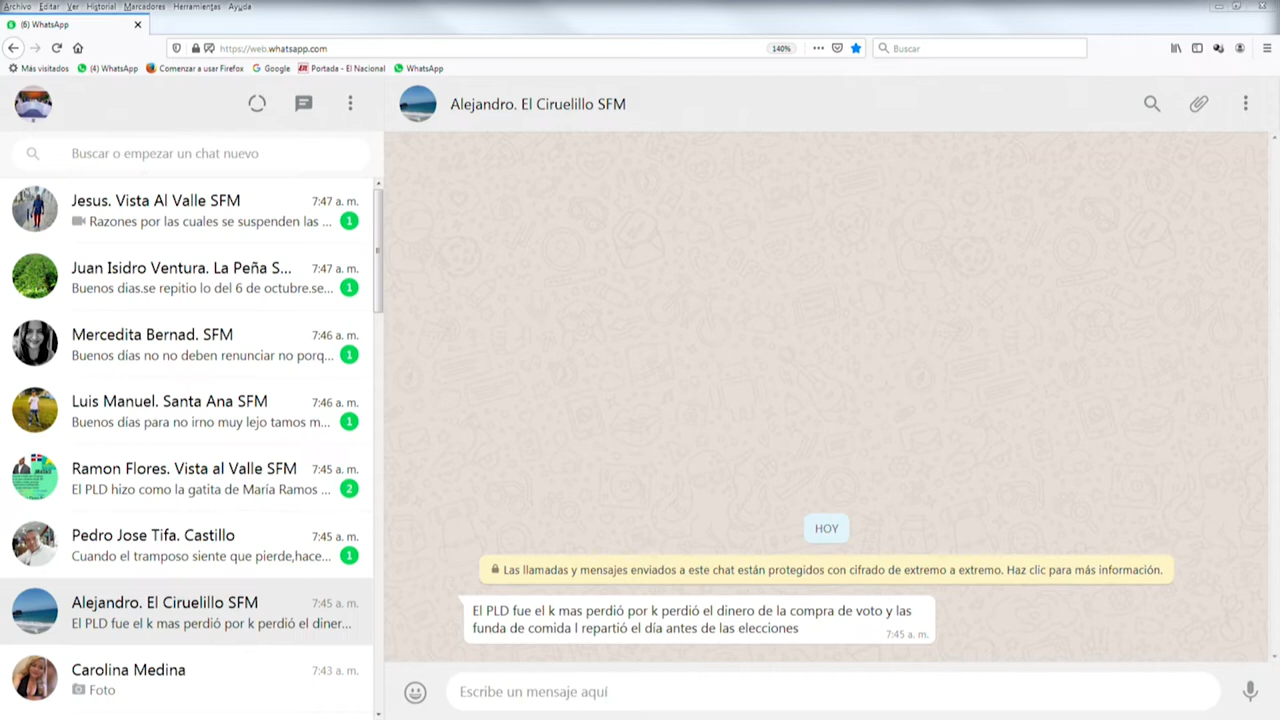 Archivo Editar Ver Historial Marcadores Herramientas Ayuda
(6) WhatsApp
https://web.whatsapp.com
140%
Buscar
Más visitados (4) WhatsApp Comenzar a usar Firefox Google Portada - El Nacional WhatsApp
Alejandro. El Ciruelillo SFM
Buscar o empezar un chat nuevo
Jesus. Vista Al Valle SFM 7:47 a. m.
Razones por las cuales se suspenden las ... 1
Juan Isidro Ventura. La Peña S... 7:47 a. m.
Buenos dias.se repitio lo del 6 de octubre.se... 1
Mercedita Bernad. SFM 7:46 a. m.
Buenos días no no deben renunciar no porq... 1
Luis Manuel. Santa Ana SFM 7:46 a. m.
Buenos días para no irno muy lejo tamos m... 1
Ramon Flores. Vista al Valle SFM 7:45 a. m.
El PLD hizo como la gatita de María Ramos ... 2
Pedro Jose Tifa. Castillo 7:45 a. m.
Cuando el tramposo siente que pierde,hace... 1
Alejandro. El Ciruelillo SFM 7:45 a. m.
El PLD fue el k mas perdió por k perdió el diner...
Carolina Medina 7:43 a. m.
Foto
HOY
Las llamadas y mensajes enviados a este chat están protegidos con cifrado de extremo a extremo. Haz clic para más información.
El PLD fue el k mas perdió por k perdió el dinero de la compra de voto y las
funda de comida l repartió el día antes de las elecciones
7:45 a. m.
Escribe un mensaje aquí